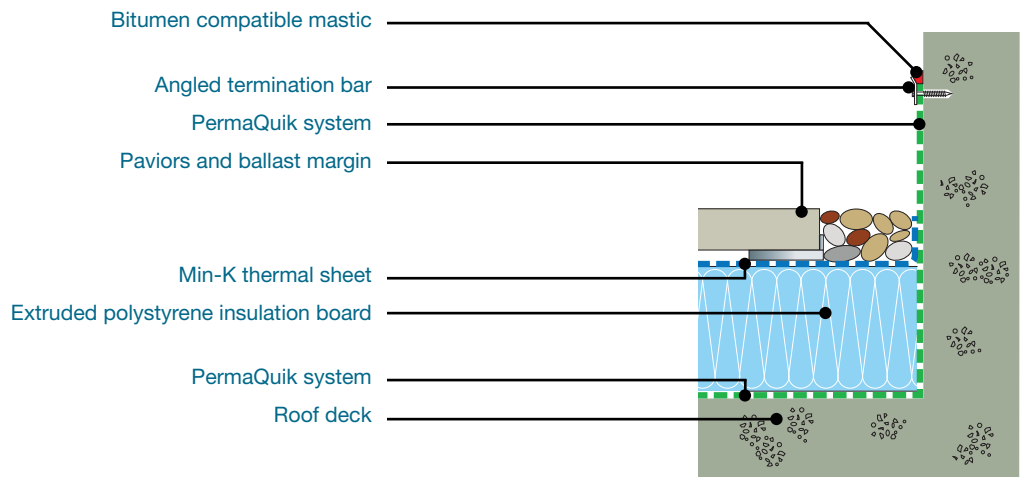 Bitumen compatible mastic
Angled termination bar
PermaQuik system
Paviors and ballast margin
Min-K thermal sheet
Extruded polystyrene insulation board
PermaQuik system
Roof deck